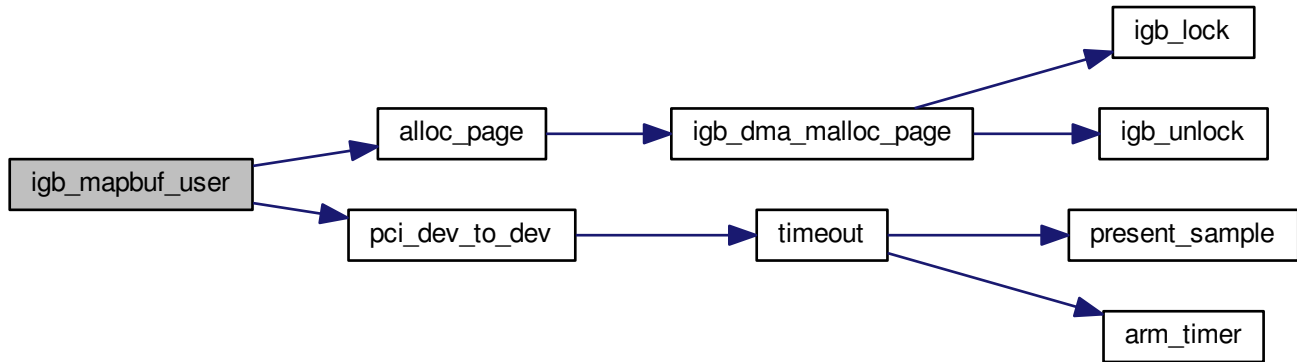 igb_mapbuf_user
alloc_page
pci_dev_to_dev
igb_dma_malloc_page
timeout
igb_lock
igb_unlock
present_sample
arm_timer